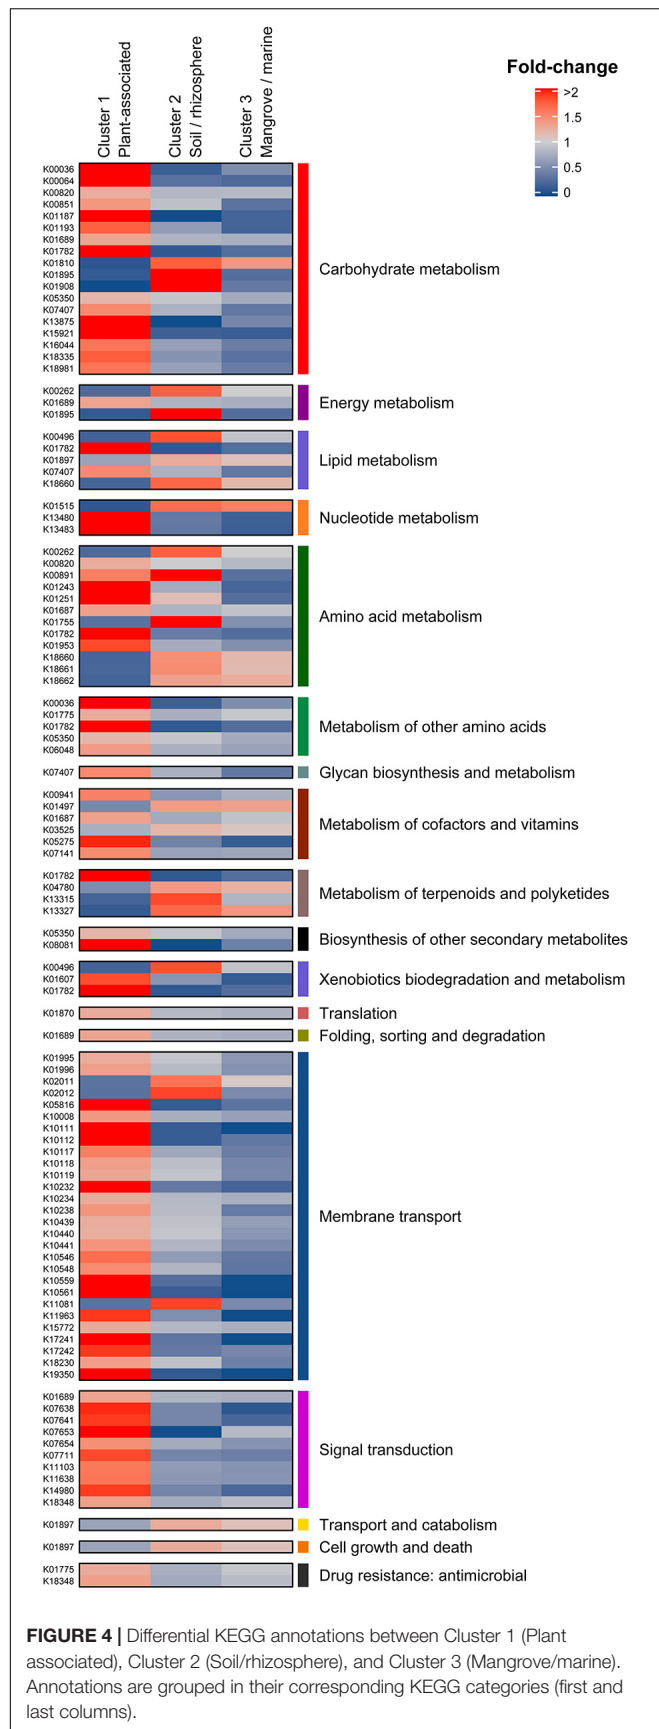 Cluster 1
Plant-associated
Cluster 2
Soil / rhizosphere
Cluster 3
Mangrove / marine
Fold-change
>2
1.5
1
0.5
0
K00036
K00064
K00820
K00851
K01187
K01193
K01689
K01782
K01810
K01895
K01908
K05350
K07407
K13875
K15921
K16044
K18335
K18981
Carbohydrate metabolism
K00262
K01689
K01895
Energy metabolism
K00496
K01782
K01897
K07407
K18660
Lipid metabolism
K01515
K13480
K13483
Nucleotide metabolism
K00262
K00820
K00891
K01243
K01251
K01687
K01755
K01782
K01953
K18660
K18661
K18662
Amino acid metabolism
K00036
K01775
K01782
K05350
K06048
Metabolism of other amino acids
K07407
Glycan biosynthesis and metabolism
K00941
K01497
K01687
K03525
K05275
K07141
Metabolism of cofactors and vitamins
K01782
K04780
K13315
K13327
Metabolism of terpenoids and polyketides
K05350
K08081
Biosynthesis of other secondary metabolites
K00496
K01607
K01782
Xenobiotics biodegradation and metabolism
K01870
Translation
K01689
Folding, sorting and degradation
K01995
K01996
K02011
K02012
K05816
K10008
K10111
K10112
K10117
K10118
K10119
K10232
K10234
K10238
K10439
K10440
K10441
K10546
K10548
K10559
K10561
K11081
K11963
K15772
K17241
K17242
K18230
K19350
Membrane transport
K01689
K07638
K07641
K07653
K07654
K07711
K11103
K11638
K14980
K18348
Signal transduction
K01897
Transport and catabolism
K01897
Cell growth and death
K01775
K18348
Drug resistance: antimicrobial
FIGURE 4 | Differential KEGG annotations between Cluster 1 (Plant
associated), Cluster 2 (Soil/rhizosphere), and Cluster 3 (Mangrove/marine).
Annotations are grouped in their corresponding KEGG categories (first and
last columns).